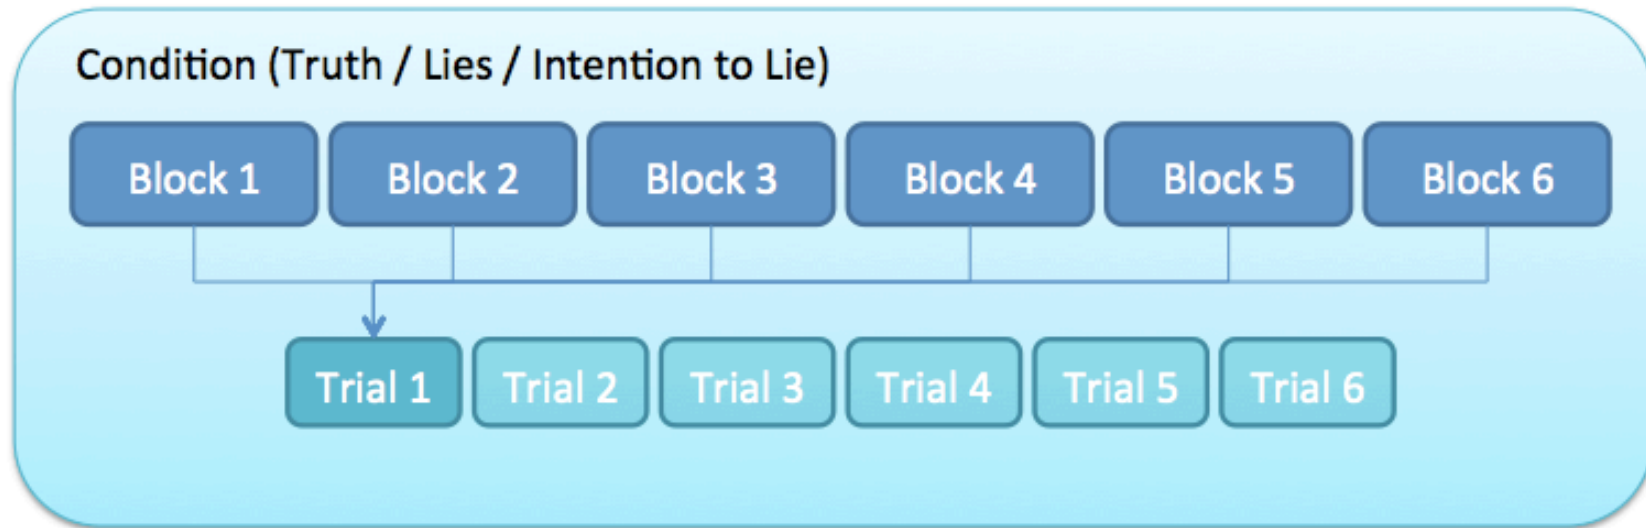 Condition (Truth / Lies / Intention to Lie)
Block 1 Block 2 Block 3 Block 4 Block 5 Block 6
Trial 1 Trial 2 Trial 3 Trial 4 Trial 5 Trial 6